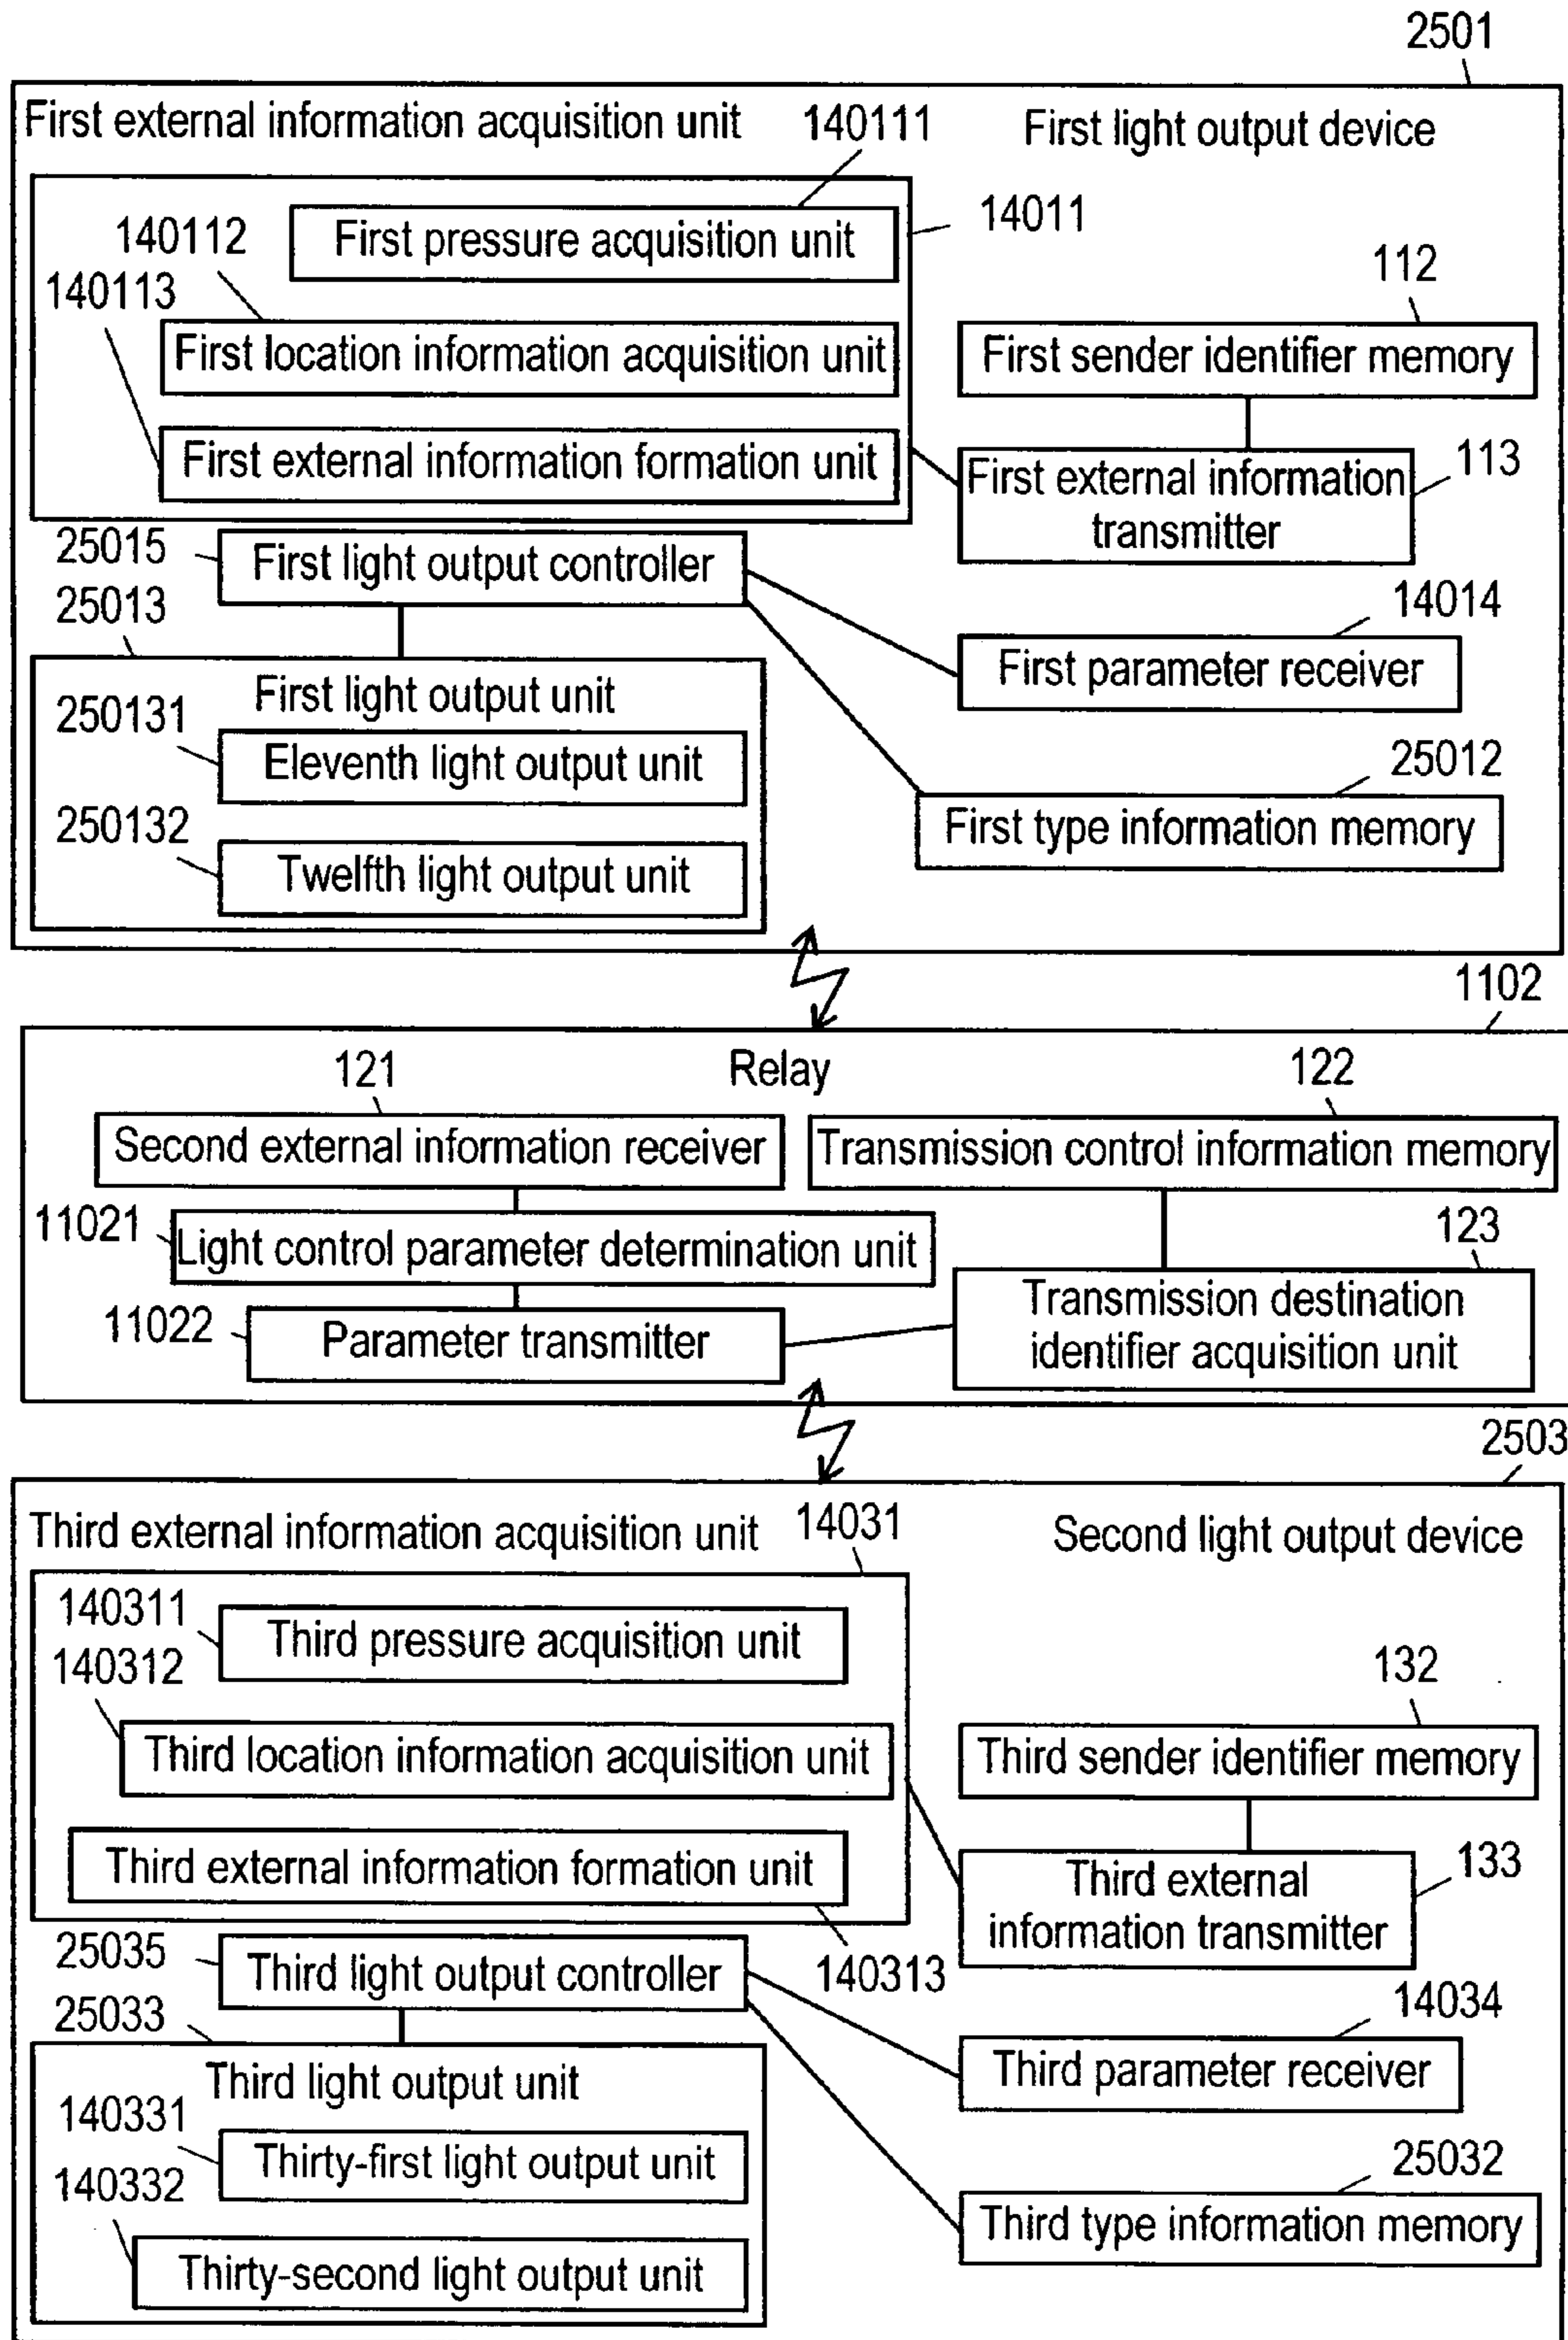 2501
First external information acquisition unit
140111
First light output device
First pressure acquisition unit
14011
140112
140113
112
First location information acquisition unit
First sender identifier memory
First external information formation unit
First external information
transmitter
113
25015
First light output controller
25013
14014
First light output unit
First parameter receiver
250131
Eleventh light output unit
25012
250132
First type information memory
Twelfth light output unit
1102
121
Relay
122
Second external information receiver
Transmission control information memory
11021
Light control parameter determination unit
123
11022
Parameter transmitter
Transmission destination
identifier acquisition unit
2503
Third external information acquisition unit
14031
Second light output device
140311
Third pressure acquisition unit
140312
132
Third location information acquisition unit
Third sender identifier memory
Third external information formation unit
Third external
information transmitter
133
25035
Third light output controller
140313
25033
14034
Third light output unit
Third parameter receiver
140331
Thirty-first light output unit
25032
140332
Third type information memory
Thirty-second light output unit